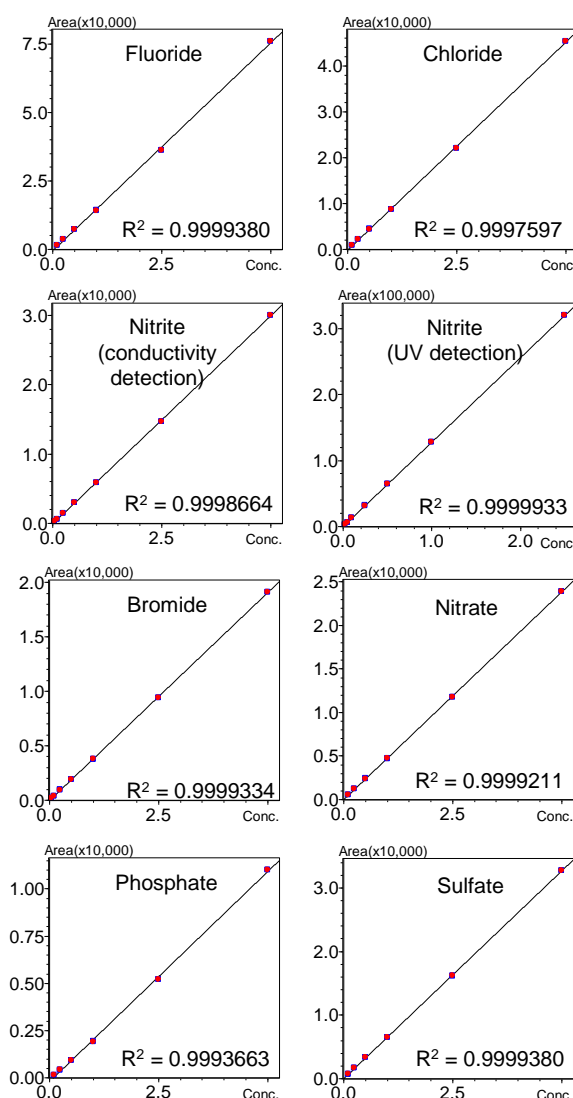 Area(x10,000)
7.5
Fluoride
5.0
2.5
R² = 0.9999380
0.0
0.0
2.5
Conc.
Area(x10,000)
Chloride
4.0
3.0
2.0
1.0
R² = 0.9997597
0.0
0.0
2.5
Conc.
Area(x10,000)
3.0
Nitrite
(conductivity
detection)
2.0
1.0
R² = 0.9998664
0.0
0.0
2.5
Conc.
Area(x100,000)
3.0
Nitrite
(UV detection)
2.0
1.0
R² = 0.9999933
0.0
0.0
1.0
2.0
Conc
Area(x10,000)
2.0
Bromide
1.5
1.0
0.5
R² = 0.9999334
0.0
0.0
2.5
Conc.
Area(x10,000)
2.5
Nitrate
2.0
1.5
1.0
0.5
R² = 0.9999211
0.0
0.0
2.5
Conc.
Area(x10,000)
1.00
Phosphate
0.75
0.50
0.25
R² = 0.9993663
0.00
0.0
2.5
Conc.
Area(x10,000)
Sulfate
3.0
2.0
1.0
R² = 0.9999380
0.0
0.0
2.5
Conc.